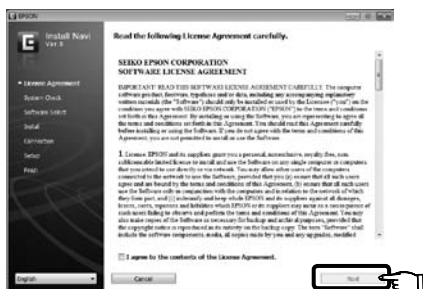 EPSON
Install Navi
Ver.3
Read the following License Agreement carefully.
License Agreement
System Check
Software Select
Install
Connection
Setup
Finish
SEIKO EPSON CORPORATION
SOFTWARE LICENSE AGREEMENT
IMPORTANT: READ THIS SOFTWARE LICENSE AGREEMENT CAREFULLY. The computer
software product, fontware, typefaces and/or data, including any accompanying explanatory
written materials (the "Software") should only be installed or used by the Licensee ("you") on the
condition you agree with SEIKO EPSON CORPORATION ("EPSON") to the terms and conditions
set forth in this Agreement. By installing or using the Software, you are representing to agree all
the terms and conditions set forth in this Agreement. You should read this Agreement carefully
before installing or using the Software. If you do not agree with the terms and conditions of this
Agreement, you are not permitted to install or use the Software.
1. License. EPSON and its suppliers grant you a personal, nonexclusive, royalty-free, non-
sublicensable limited license to install and use the Software on any single computer or computers
that you intend to use directly or via network. You may allow other users of the computers
connected to the network to use the Software, provided that you (a) ensure that all such users
agree and are bound by the terms and conditions of this Agreement, (b) ensure that all such users
use the Software only in conjunction with the computers and in relation to the network of which
they form part, and (c) indemnify and keep whole EPSON and its suppliers against all damages,
losses, costs, expenses and liabilities which EPSON or its suppliers may incur as a consequence of
such users failing to observe and perform the terms and conditions of this Agreement. You may
also make copies of the Software as necessary for backup and archival purposes, provided that
the copyright notice is reproduced in its entirety on the backup copy. The term "Software" shall
include the software components, media, all copies made by you and any upgrades, modified
I agree to the contents of the License Agreement.
English
Cancel
Next